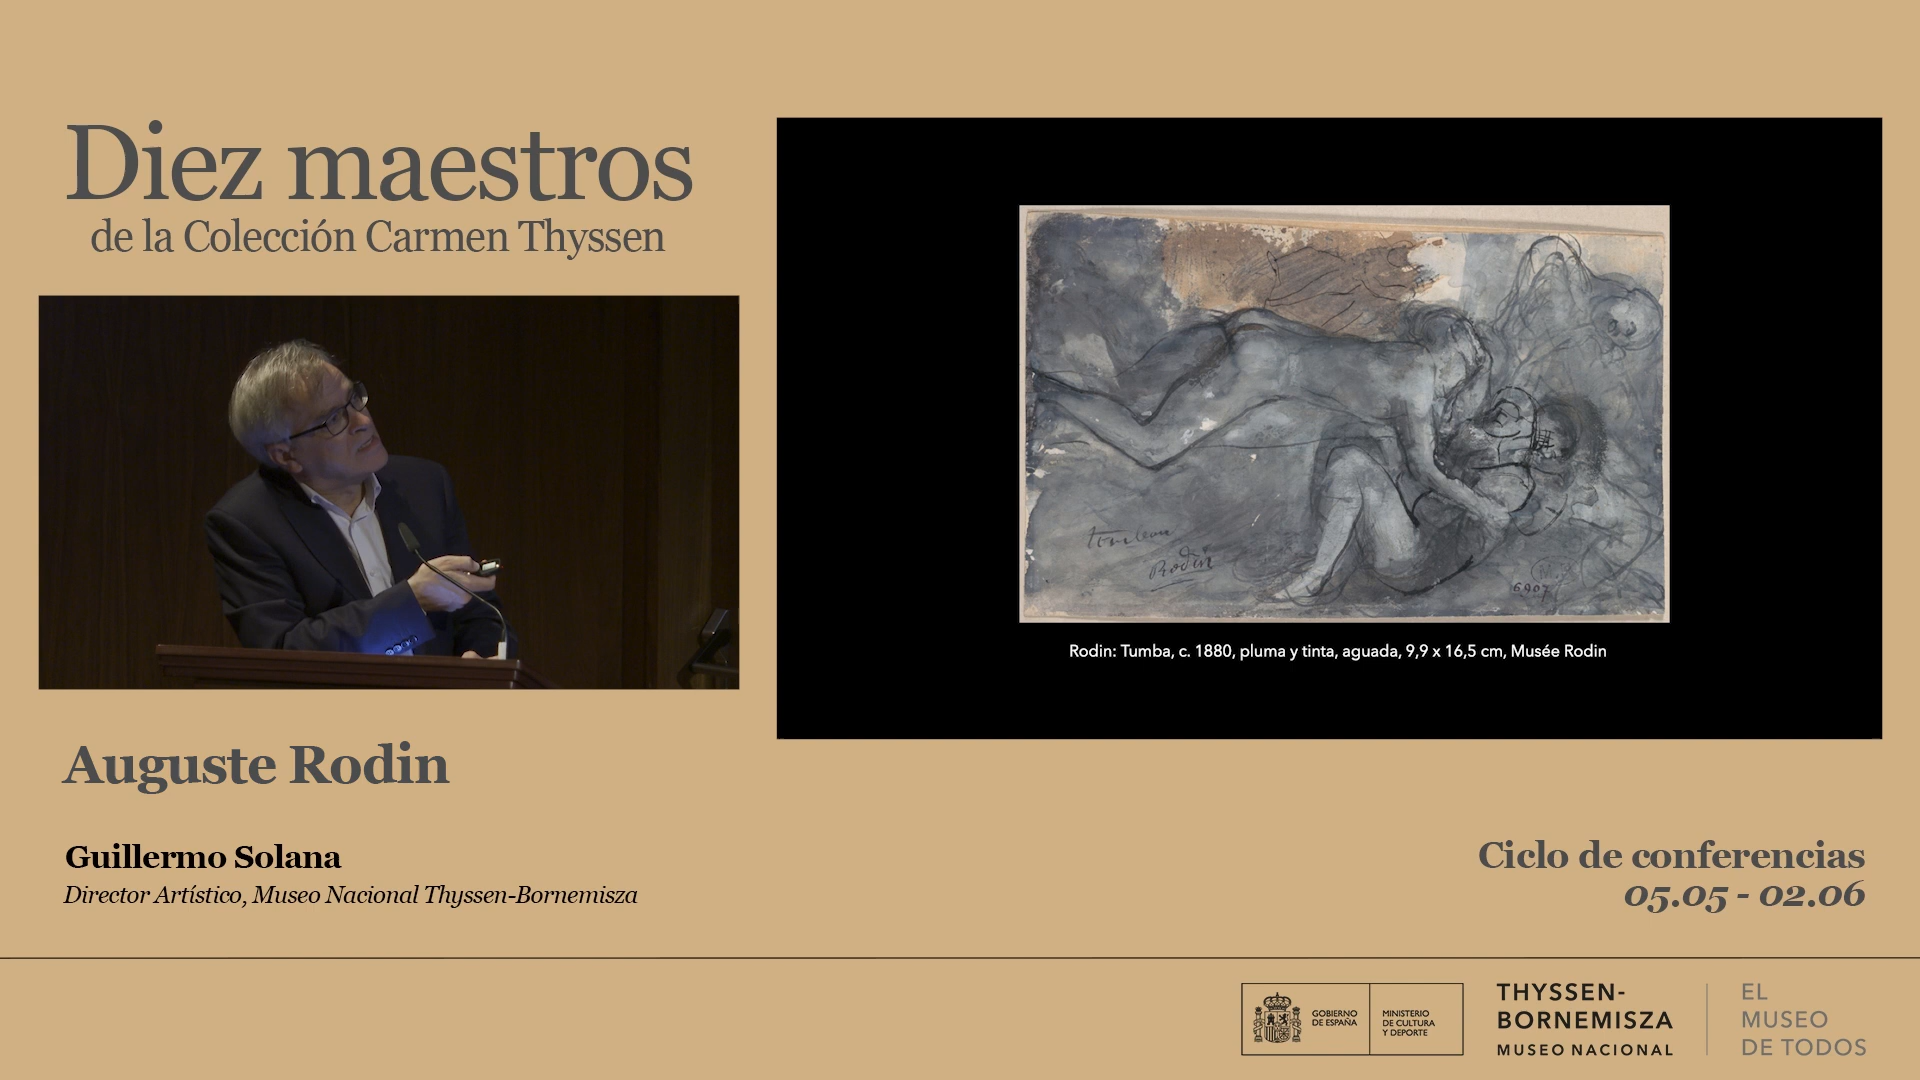 Diez maestros
de la Colección Carmen Thyssen
tombeau
Rodin
6907
Rodin: Tumba, c. 1880, pluma y tinta, aguada, 9,9 x 16,5 cm, Musée Rodin
Auguste Rodin
Guillermo Solana
Director Artístico, Museo Nacional Thyssen-Bornemisza
Ciclo de conferencias
05.05 - 02.06
GOBIERNO
DE ESPAÑA
MINISTERIO
DE CULTURA
Y DEPORTE
THYSSEN-
BORNEMISZA
MUSEO NACIONAL
EL
MUSEO
DE TODOS